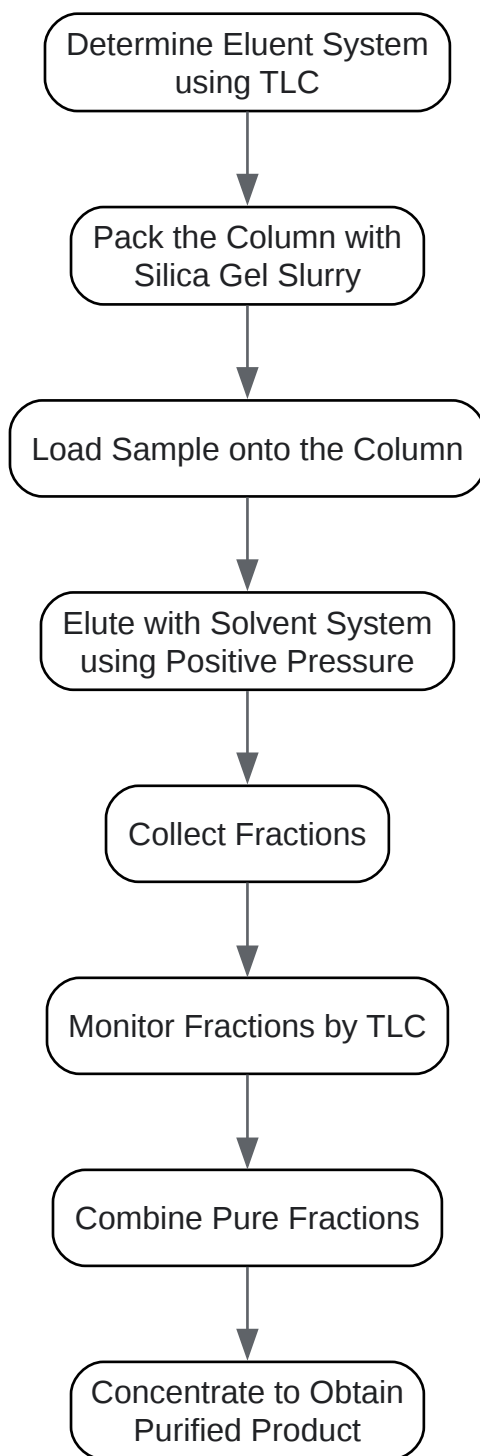 Determine Eluent System
using TLC
Pack the Column with
Silica Gel Slurry
Load Sample onto the Column
Elute with Solvent System
using Positive Pressure
Collect Fractions
Monitor Fractions by TLC
Combine Pure Fractions
Concentrate to Obtain
Purified Product